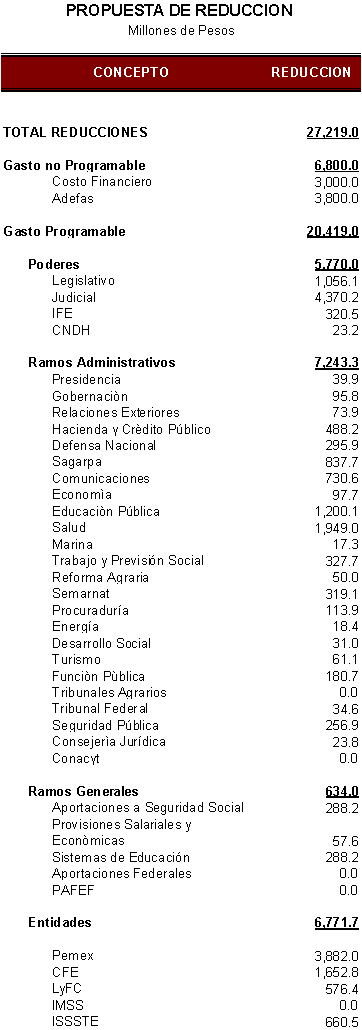 PROPUESTA DE REDUCCION
Millones de Pesos
CONCEPTO REDUCCION
TOTAL REDUCCIONES 27,219.0
Gasto no Programable 6,800.0
Costo Financiero 3,000.0
Adefas 3,800.0
Gasto Programable 20,419.0
Poderes 5,770.0
Legislativo 1,056.1
Judicial 4,370.2
IFE 320.5
CNDH 23.2
Ramos Administrativos 7,243.3
Presidencia 39.9
Gobernaciòn 95.8
Relaciones Exteriores 73.9
Hacienda y Crèdito Público 488.2
Defensa Nacional 295.9
Sagarpa 837.7
Comunicaciones 730.6
Economìa 97.7
Educaciòn Pública 1,200.1
Salud 1,949.0
Marina 17.3
Trabajo y Previsión Social 327.7
Reforma Agraria 50.0
Semarnat 319.1
Procuraduría 113.9
Energía 18.4
Desarrollo Social 31.0
Turismo 61.1
Funciòn Pùblica 180.7
Tribunales Agrarios 0.0
Tribunal Federal 34.6
Seguridad Pública 256.9
Consejerìa Jurídica 23.8
Conacyt 0.0
Ramos Generales 634.0
Aportaciones a Seguridad Social 288.2
Provisiones Salariales y
Econòmicas 57.6
Sistemas de Educación 288.2
Aportaciones Federales 0.0
PAFEF 0.0
Entidades 6,771.7
Pemex 3,882.0
CFE 1,652.8
LyFC 576.4
IMSS 0.0
ISSSTE 660.5